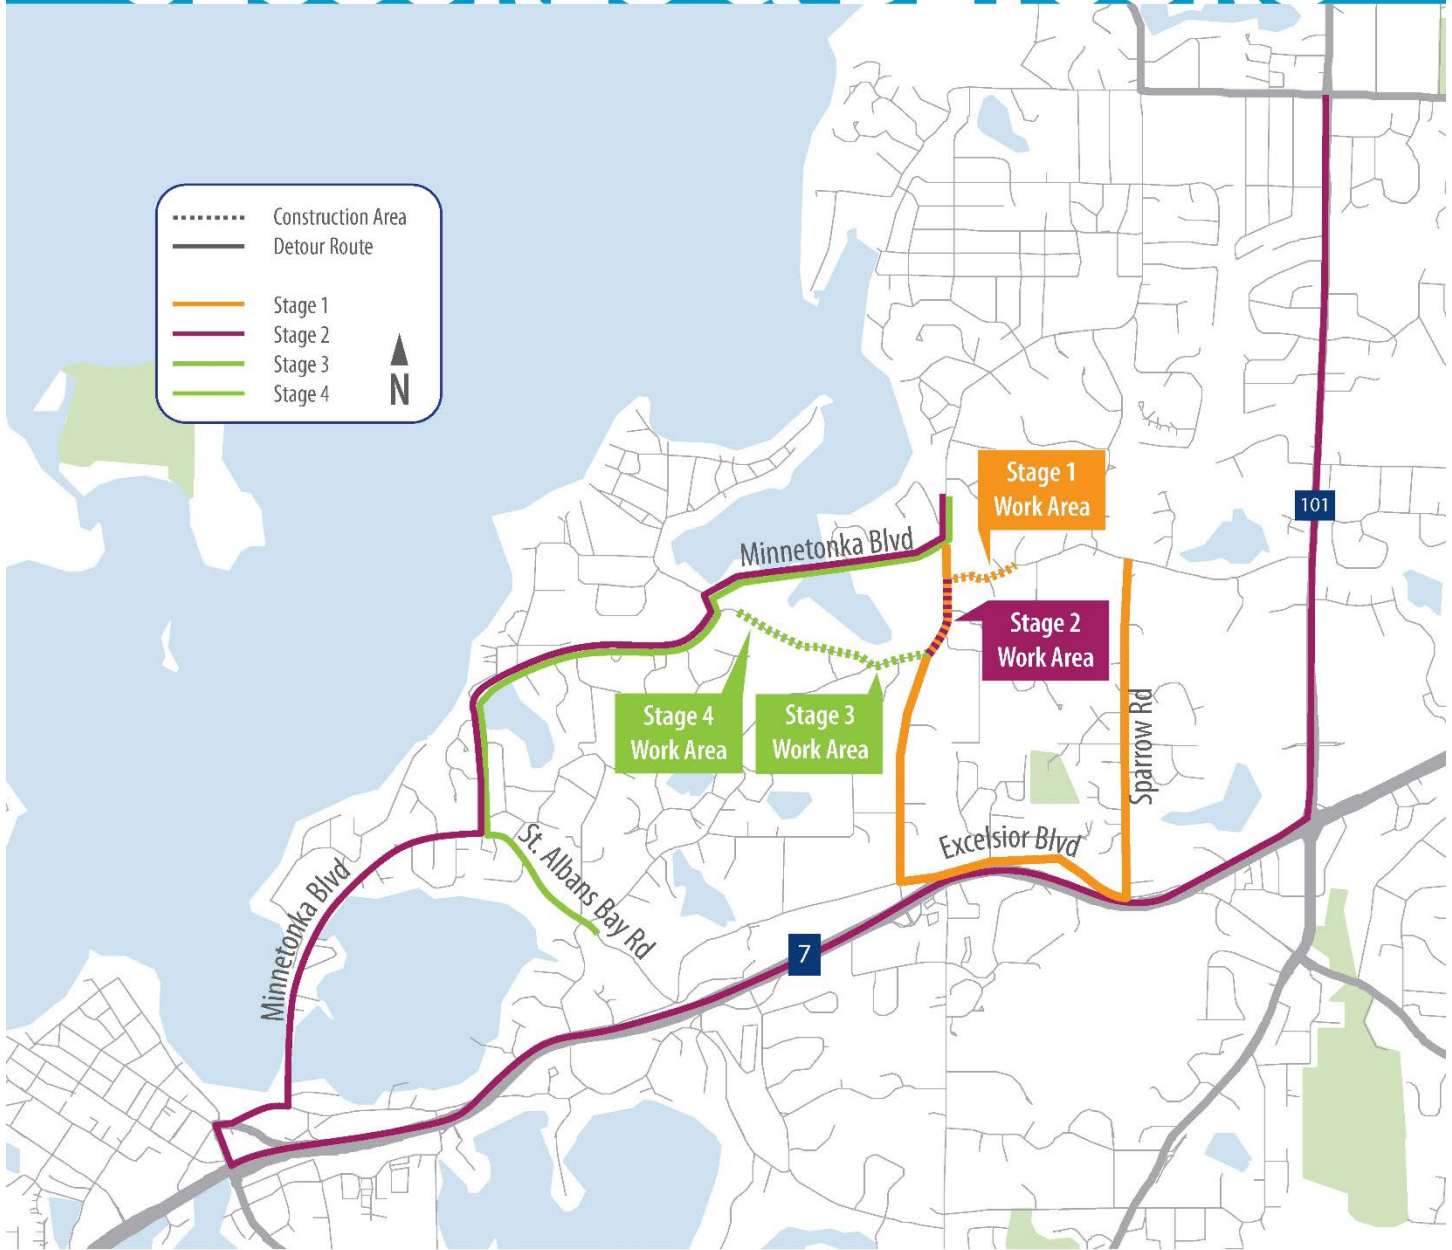 Construction Area
Detour Route
Stage 1
Stage 2
Stage 3
Stage 4
N
Stage 1
Work Area
101
Minnetonka Blvd
Stage 2
Work Area
Stage 4
Work Area
Stage 3
Work Area
Sparrow Rd
Excelsior Blvd
St. Albans Bay Rd
Minnetonka Blvd
7